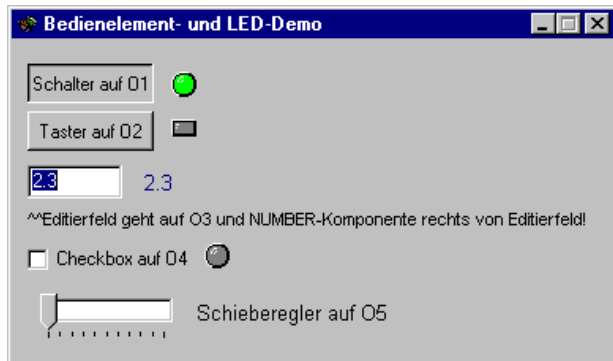 Bedienelement- und LED-Demo
Schalter auf O1
Taster auf O2
2.3 2.3
^^Editierfeld geht auf O3 und NUMBER-Komponente rechts von Editierfeld!
Checkbox auf O4
Schieberegler auf O5